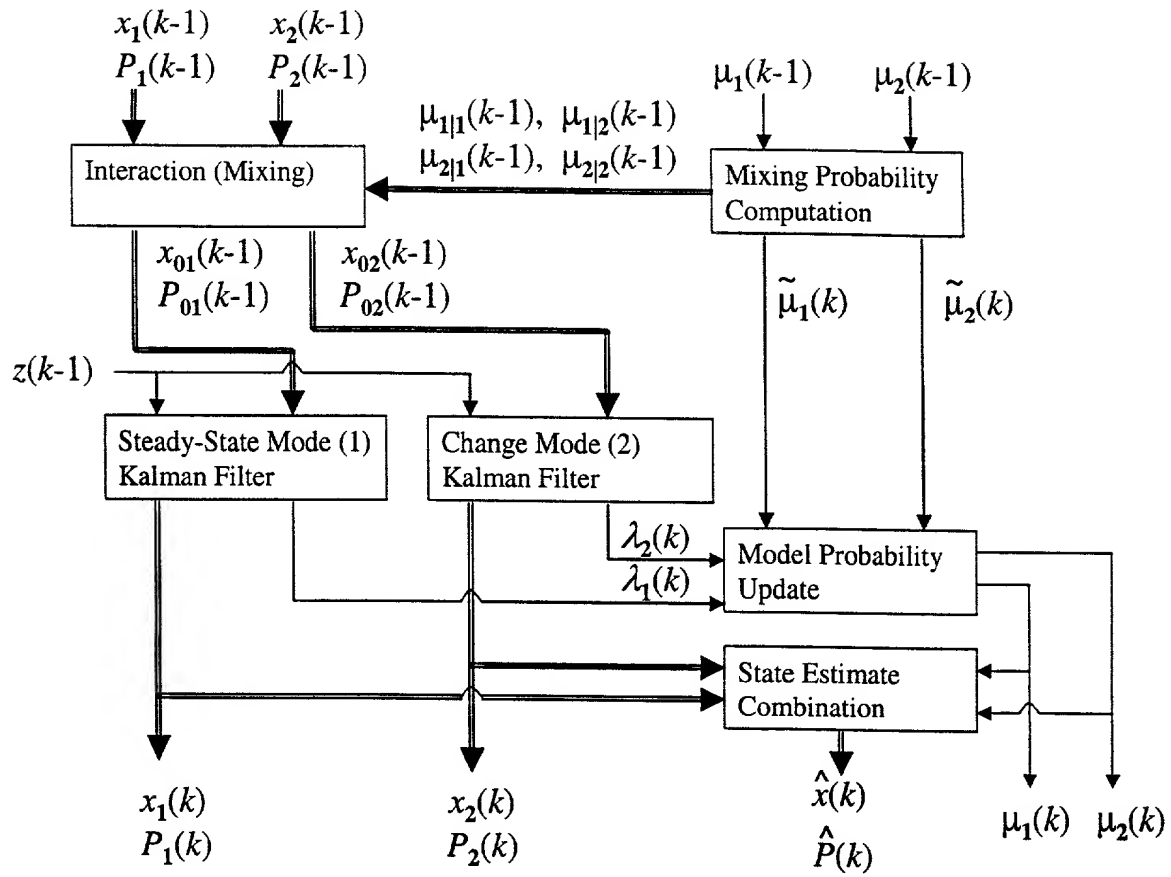 x₁(k-1)
P₁(k-1)
x₂(k-1)
P₂(k-1)
μ₁(k-1)
μ₂(k-1)
μ₁|₁(k-1), μ₁|₂(k-1)
μ₂|₁(k-1), μ₂|₂(k-1)
Interaction (Mixing)
Mixing Probability
Computation
x₀₁(k-1)
P₀₁(k-1)
x₀₂(k-1)
P₀₂(k-1)
μ̃₁(k)
μ̃₂(k)
z(k-1)
Steady-State Mode (1)
Kalman Filter
Change Mode (2)
Kalman Filter
λ₂(k)
λ₁(k)
Model Probability
Update
State Estimate
Combination
x₁(k)
P₁(k)
x₂(k)
P₂(k)
x̂(k)
P̂(k)
μ₁(k)
μ₂(k)